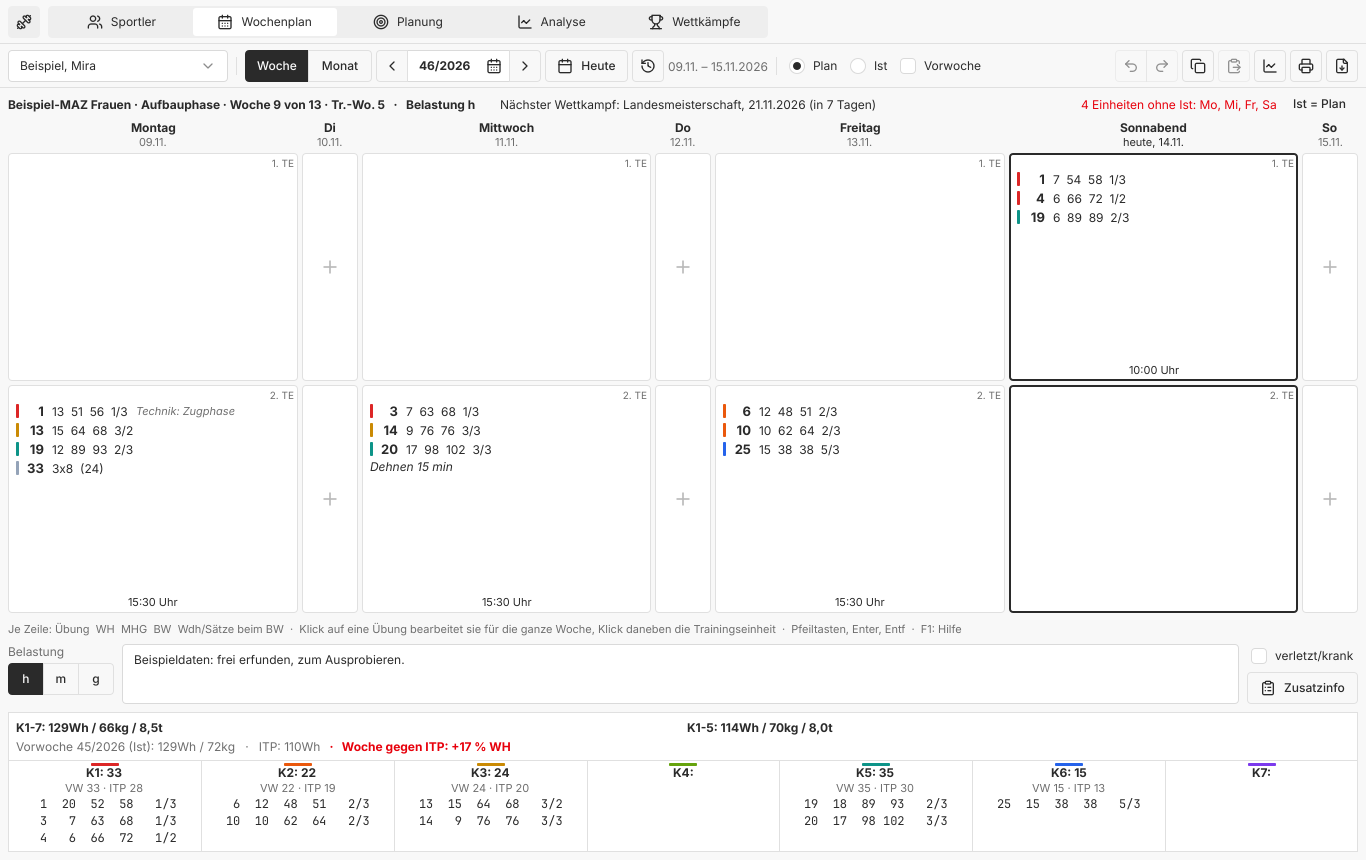 Sportler Wochenplan Planung Analyse Wettkämpfe
Beispiel, Mira Woche Monat 46/2026 Heute 09.11. – 15.11.2026 Plan Ist Vorwoche
Beispiel-MAZ Frauen · Aufbauphase · Woche 9 von 13 · Tr.-Wo. 5 · Belastung h Nächster Wettkampf: Landesmeisterschaft, 21.11.2026 (in 7 Tagen) 4 Einheiten ohne Ist: Mo, Mi, Fr, Sa Ist = Plan
Montag Di Mittwoch Do Freitag Sonnabend So
09.11. 10.11. 11.11. 12.11. 13.11. heute, 14.11. 15.11.
1. TE 1. TE 1. TE 1. TE
1 7 54 58 1/3
4 6 66 72 1/2
19 6 89 89 2/3
10:00 Uhr
2. TE 2. TE 2. TE 2. TE
1 13 51 56 1/3 Technik: Zugphase
13 15 64 68 3/2
19 12 89 93 2/3
33 3x8 (24)
15:30 Uhr
3 7 63 68 1/3
14 9 76 76 3/3
20 17 98 102 3/3
Dehnen 15 min
15:30 Uhr
6 12 48 51 2/3
10 10 62 64 2/3
25 15 38 38 5/3
15:30 Uhr
Je Zeile: Übung WH MHG BW Wdh/Sätze beim BW · Klick auf eine Übung bearbeitet sie für die ganze Woche, Klick daneben die Trainingseinheit · Pfeiltasten, Enter, Entf · F1: Hilfe
Belastung
h m g
Beispieldaten: frei erfunden, zum Ausprobieren.
verletzt/krank
Zusatzinfo
K1-7: 129Wh / 66kg / 8,5t K1-5: 114Wh / 70kg / 8,0t
Vorwoche 45/2026 (Ist): 129Wh / 72kg · ITP: 110Wh · Woche gegen ITP: +17 % WH
K1: 33
VW 33 · ITP 28
1 20 52 58 1/3
3 7 63 68 1/3
4 6 66 72 1/2
K2: 22
VW 22 · ITP 19
6 12 48 51 2/3
10 10 62 64 2/3
K3: 24
VW 24 · ITP 20
13 15 64 68 3/2
14 9 76 76 3/3
K4:
K5: 35
VW 35 · ITP 30
19 18 89 93 2/3
20 17 98 102 3/3
K6: 15
VW 15 · ITP 13
25 15 38 38 5/3
K7: